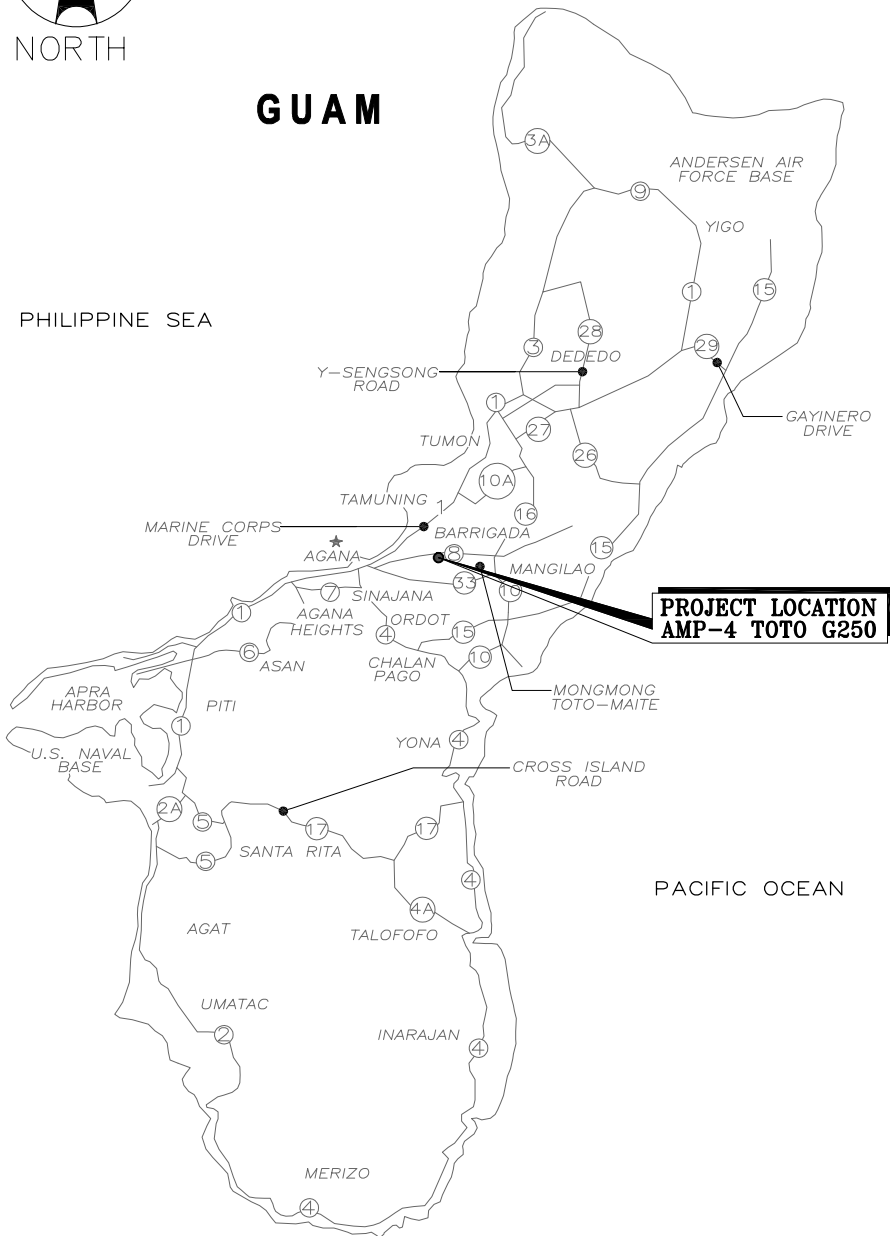 NORTH
GUAM
3A
ANDERSEN AIR
FORCE BASE
9
YIGO
1
15
PHILIPPINE SEA
28
3
29
DEDEDO
Y-SENGSONG
ROAD
1
GAYINERO
DRIVE
27
TUMON
26
10A
TAMUNING
1
16
MARINE CORPS
DRIVE
BARRIGADA
15
8
AGANA
MANGILAO
33
10
7
SINAJANA
PROJECT LOCATION
AMP-4 TOTO G250
1
AGANA
HEIGHTS
ORDOT
4
15
6
ASAN
CHALAN
PAGO
10
APRA
HARBOR
PITI
MONGMONG
TOTO-MAITE
1
YONA
4
U.S. NAVAL
BASE
CROSS ISLAND
ROAD
2A
5
17
17
SANTA RITA
5
4
PACIFIC OCEAN
4A
AGAT
TALOFOFO
UMATAC
2
INARAJAN
4
MERIZO
4